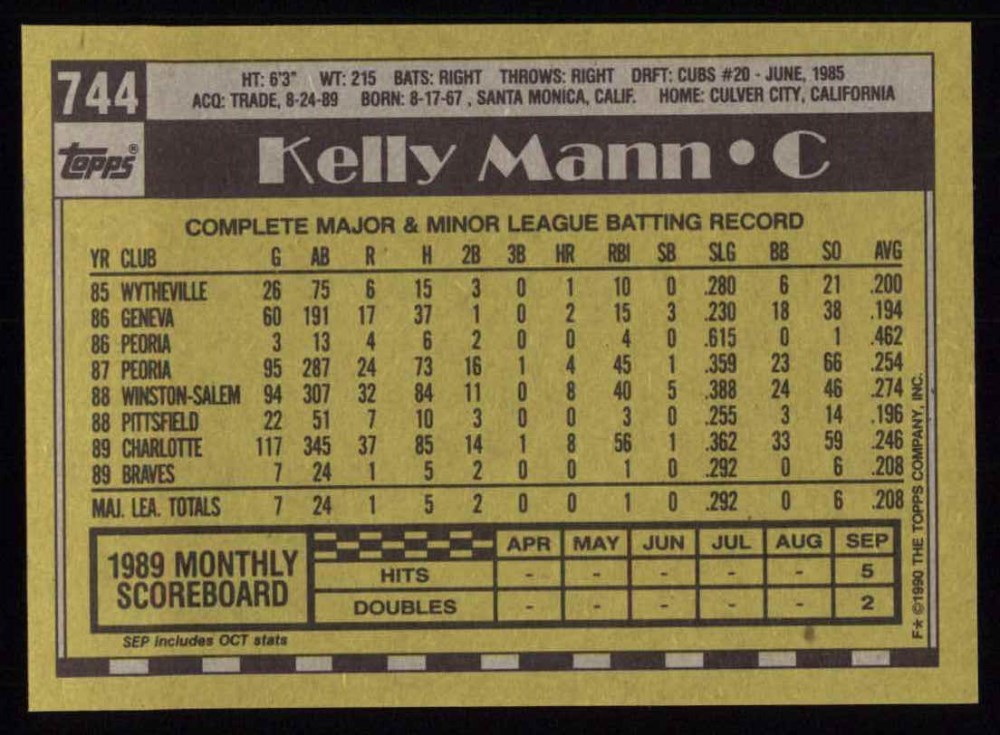 744
HT: 6'3" WT: 215 BATS: RIGHT THROWS: RIGHT DRFT: CUBS #20 - JUNE, 1985
ACQ: TRADE, 8-24-89 BORN: 8-17-67 , SANTA MONICA, CALIF. HOME: CULVER CITY, CALIFORNIA
Topps®
Kelly Mann • C
COMPLETE MAJOR & MINOR LEAGUE BATTING RECORD
YR CLUB G AB R H 2B 3B HR RBI SB SLG BB SO AVG
85 WYTHEVILLE 26 75 6 15 3 0 1 10 0 .280 6 21 .200
86 GENEVA 60 191 17 37 1 0 2 15 3 .230 18 38 .194
86 PEORIA 3 13 4 6 2 0 0 4 0 .615 0 1 .462
87 PEORIA 95 287 24 73 16 1 4 45 1 .359 23 66 .254
88 WINSTON-SALEM 94 307 32 84 11 0 8 40 5 .388 24 46 .274
88 PITTSFIELD 22 51 7 10 3 0 0 3 0 .255 3 14 .196
89 CHARLOTTE 117 345 37 85 14 1 8 56 1 .362 33 59 .246
89 BRAVES 7 24 1 5 2 0 0 1 0 .292 0 6 .208
MAJ. LEA. TOTALS 7 24 1 5 2 0 0 1 0 .292 0 6 .208
1989 MONTHLY
SCOREBOARD
APR MAY JUN JUL AUG SEP
HITS - - - - - 5
DOUBLES - - - - - 2
SEP includes OCT stats
F* ©1990 THE TOPPS COMPANY, INC.